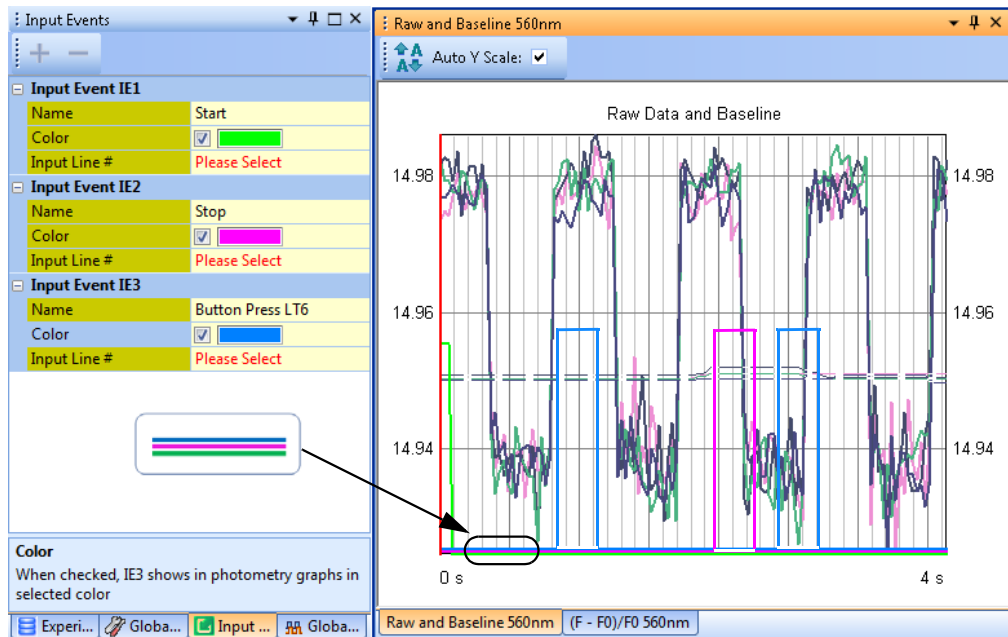 Input Events
Input Event IE1
Name Start
Color
Input Line # Please Select
Input Event IE2
Name Stop
Color
Input Line # Please Select
Input Event IE3
Name Button Press LT6
Color
Input Line # Please Select
Color
When checked, IE3 shows in photometry graphs in
selected color
Experi... Globa... Input ... Globa...
Raw and Baseline 560nm
A
A
Auto Y Scale:
Raw Data and Baseline
14.98 14.98
14.96 14.96
14.94 14.94
0 s 4 s
Raw and Baseline 560nm (F - F0)/F0 560nm